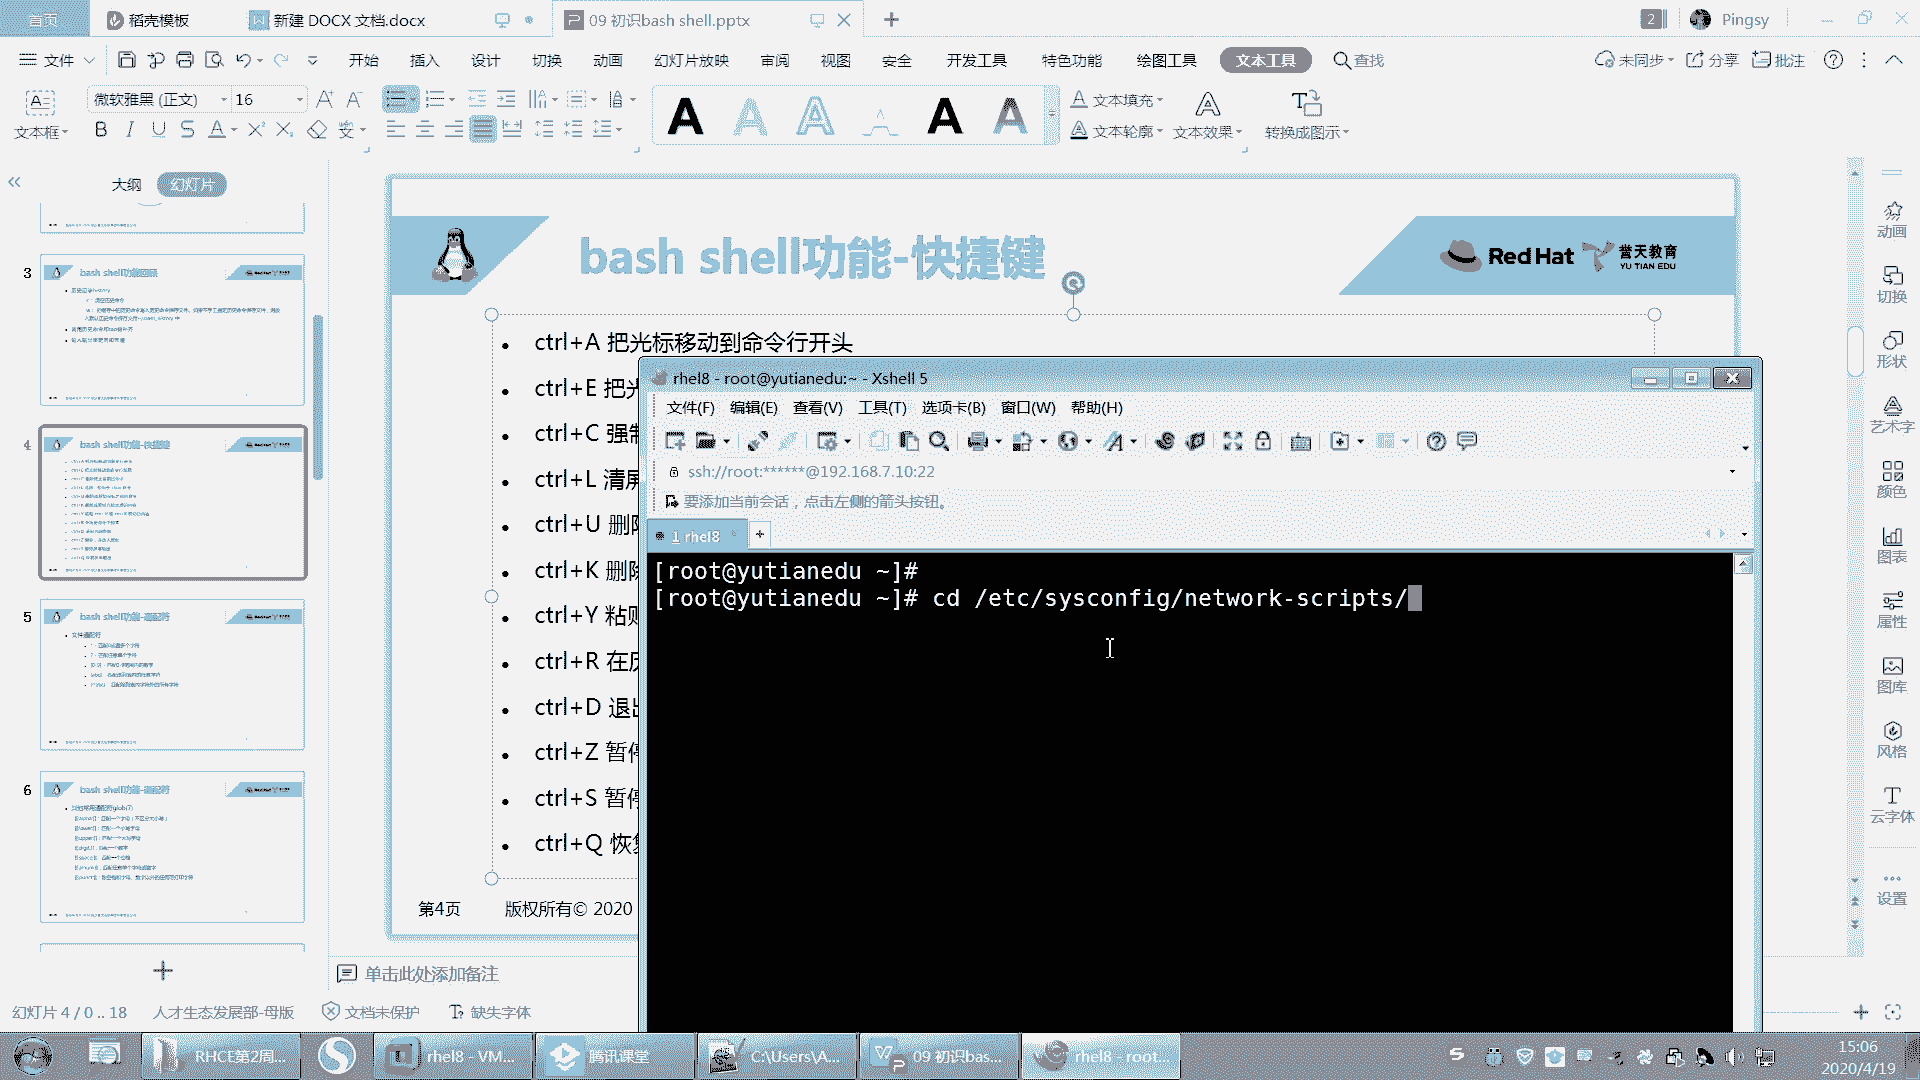 首页
稻壳模板
新建 DOCX 文档.docx
09 初识bash shell.pptx
2
Pingsy
文件
开始
插入
设计
切换
动画
幻灯片放映
审阅
视图
安全
开发工具
特色功能
绘图工具
文本工具
查找
未同步
分享
批注
文本框
微软雅黑 (正文)
16
文本填充
文本轮廓
文本效果
转换成图示
大纲
幻灯片
3
bash shell功能回顾
4
bash shell功能-快捷键
5
bash shell功能-通配符
文件通配符
6
bash shell功能-通配符
bash shell功能-快捷键
Red Hat
誉天教育
YU TIAN EDU
ctrl+A 把光标移动到命令行开头
ctrl+E 把光
ctrl+C 强制
ctrl+L 清屏
ctrl+U 删除
ctrl+K 删除
ctrl+Y 粘贴
ctrl+R 在历
ctrl+D 退出
ctrl+Z 暂停
ctrl+S 暂停
ctrl+Q 恢复
第4页
版权所有© 2020
rhel8 - root@yutianedu:~ - Xshell 5
文件(F)
编辑(E)
查看(V)
工具(T)
选项卡(B)
窗口(W)
帮助(H)
ssh://root:******@192.168.7.10:22
要添加当前会话，点击左侧的箭头按钮。
1 rhel8
[root@yutianedu ~]#
[root@yutianedu ~]# cd /etc/sysconfig/network-scripts/
动画
切换
形状
艺术字
颜色
图表
属性
图库
风格
云字体
设置
单击此处添加备注
幻灯片 4 / 0 .. 18
人才生态发展部-母版
文档未保护
缺失字体
RHCE第2周...
rhel8 - VM...
腾讯课堂
C:\Users\A...
09 初识bas...
rhel8 - root...
15:06
2020/4/19